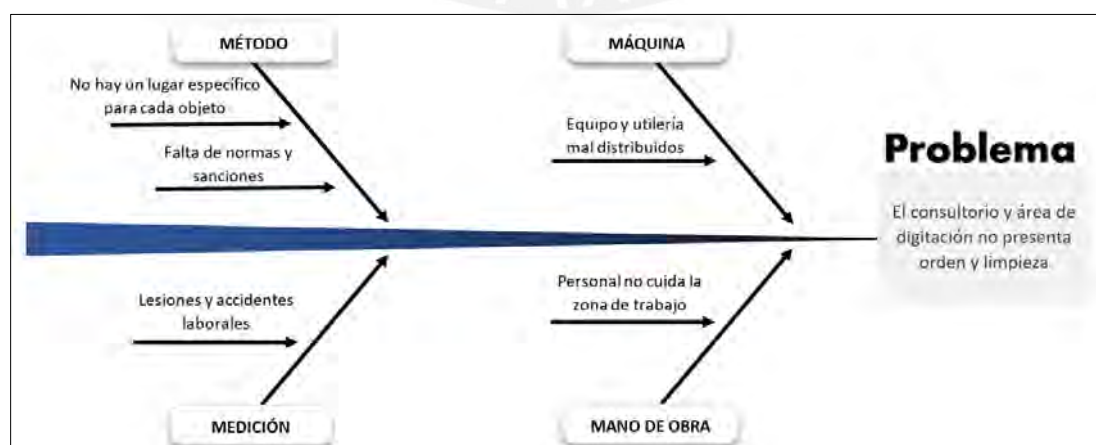 MÉTODO
No hay un lugar específico
para cada objeto
Falta de normas y
sanciones
MÁQUINA
Equipo y utilería
mal distribuidos
Problema
El consultorio y área de
digitación no presenta
orden y limpieza
Lesiones y accidentes
laborales
MEDICIÓN
Personal no cuida la
zona de trabajo
MANO DE OBRA